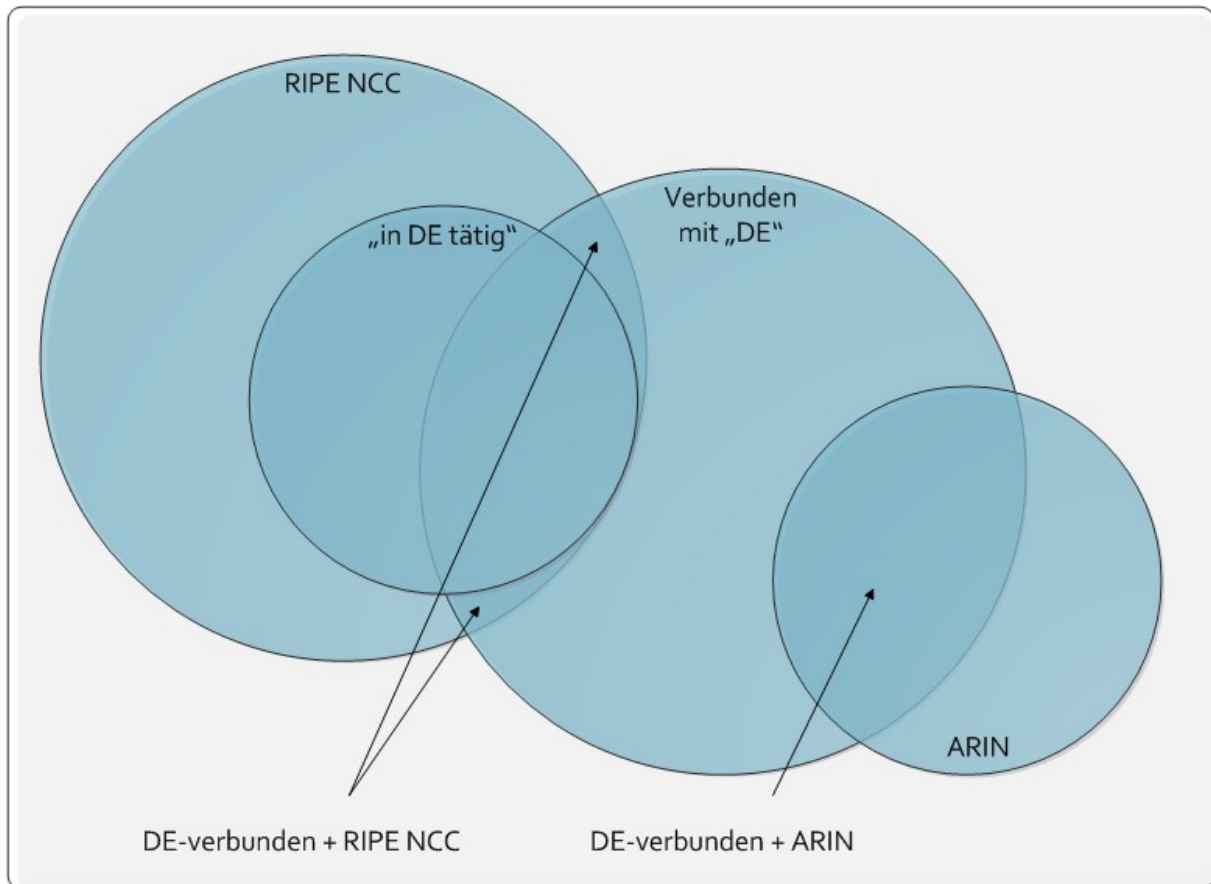 RIPE NCC
Verbunden
mit „DE“
„in DE tätig“
ARIN
DE-verbunden + RIPE NCC
DE-verbunden + ARIN